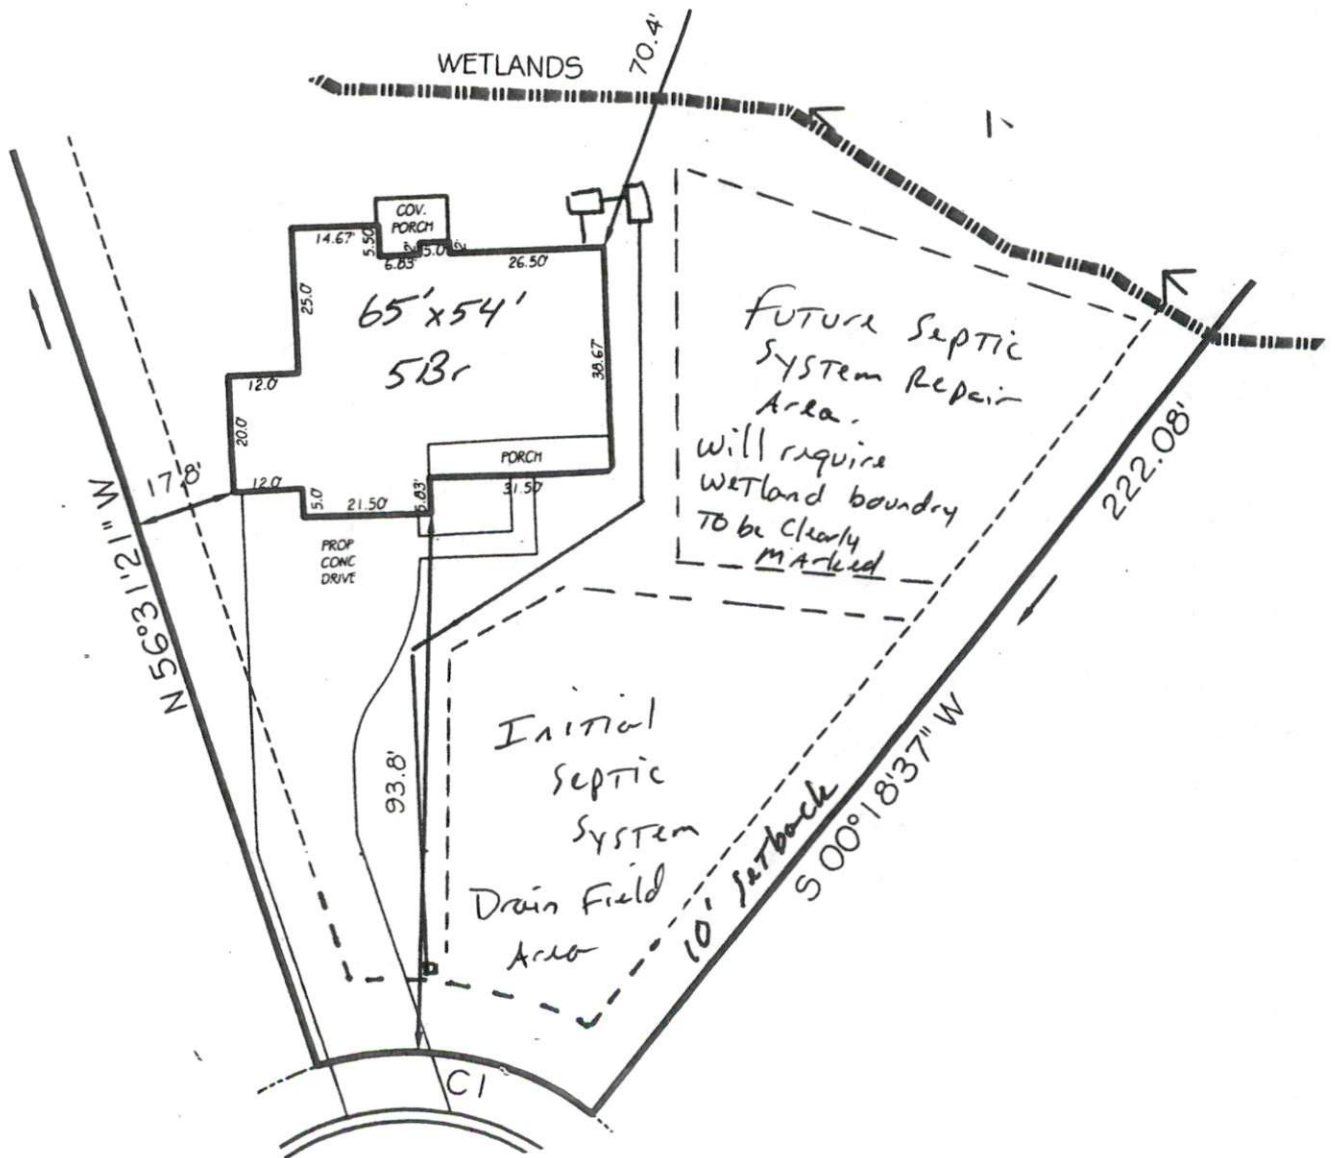 WETLANDS
70.4'
COV.
PORCH
14.67'
5.50'
6.83'
2'
5.0'
2'
26.50'
25.0'
65'x54'
5Br
38.67'
12.0'
20.0'
17.8'
12.0'
5.0'
21.50'
5.83'
PORCH
31.50'
PROP
CONC
DRIVE
N 56°31'21" W
93.8'
Future Septic
System Repair
Area.
will require
wetland boundry
To be Clearly
MArked
222.08'
Initial
Septic
System
Drain Field
Area
10' Setback
S 00°18'37" W
C1